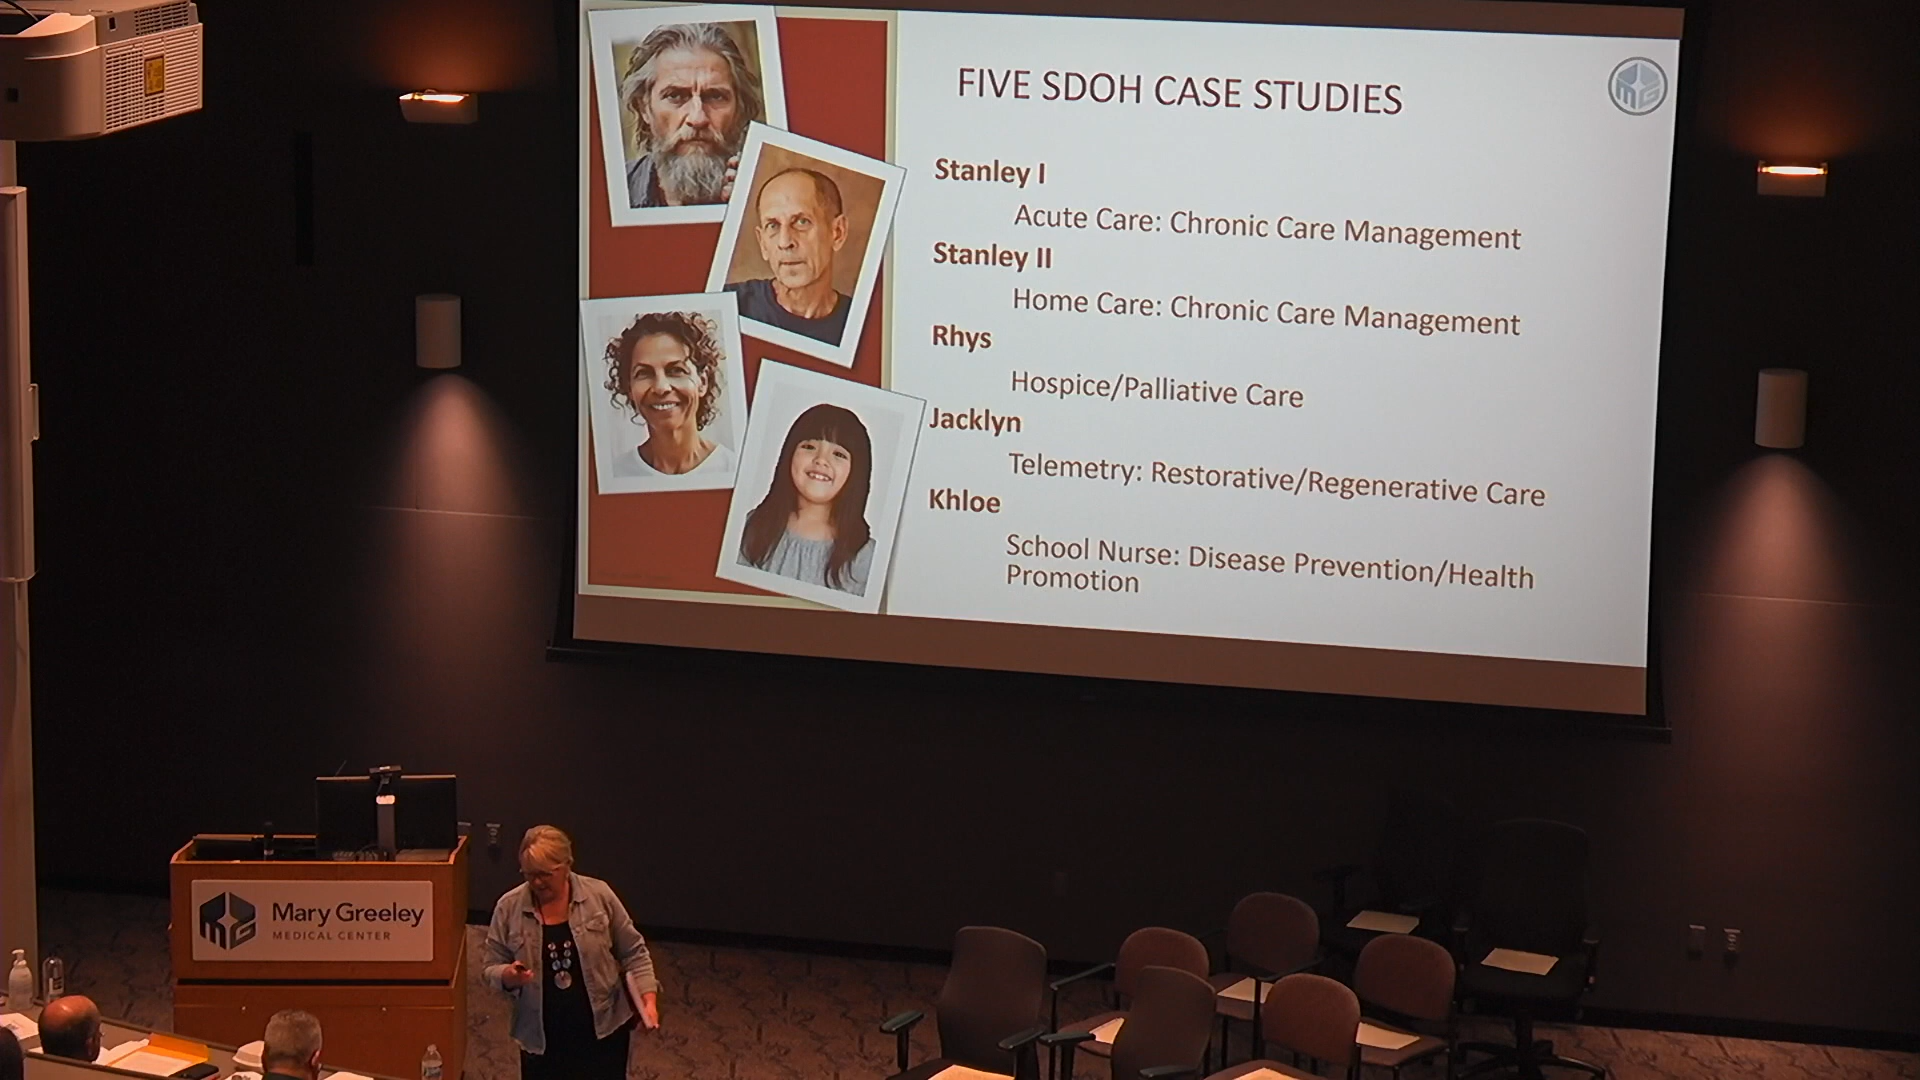 FIVE SDOH CASE STUDIES
Stanley I
Acute Care: Chronic Care Management
Stanley II
Home Care: Chronic Care Management
Rhys
Hospice/Palliative Care
Jacklyn
Telemetry: Restorative/Regenerative Care
Khloe
School Nurse: Disease Prevention/Health
Promotion
MG
Mary Greeley
MEDICAL CENTER